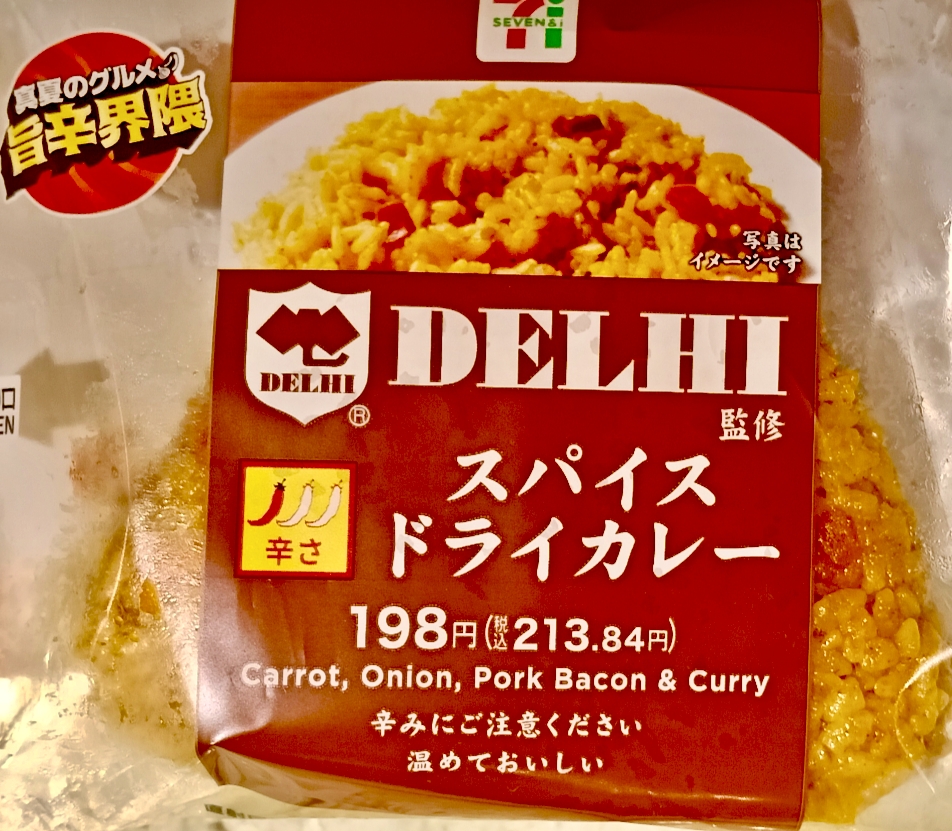 SEVEN&i
真夏のグルメ
旨辛界隈
写真は
イメージです
DELHI
DELHI
®
監修
スパイス
ドライカレー
辛さ
198円(税込213.84円)
Carrot, Onion, Pork Bacon & Curry
辛みにご注意ください
温めておいしい
口
EN